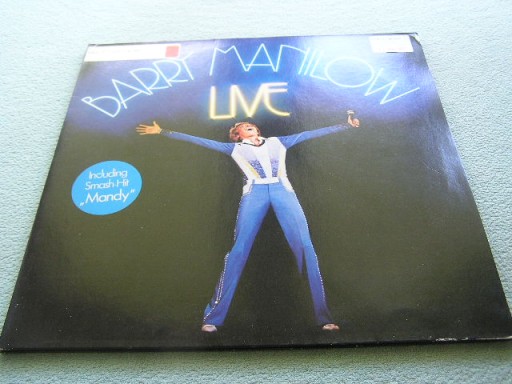 BARRY MANILOW
LIVE
Including
Smash Hit
„Mandy"